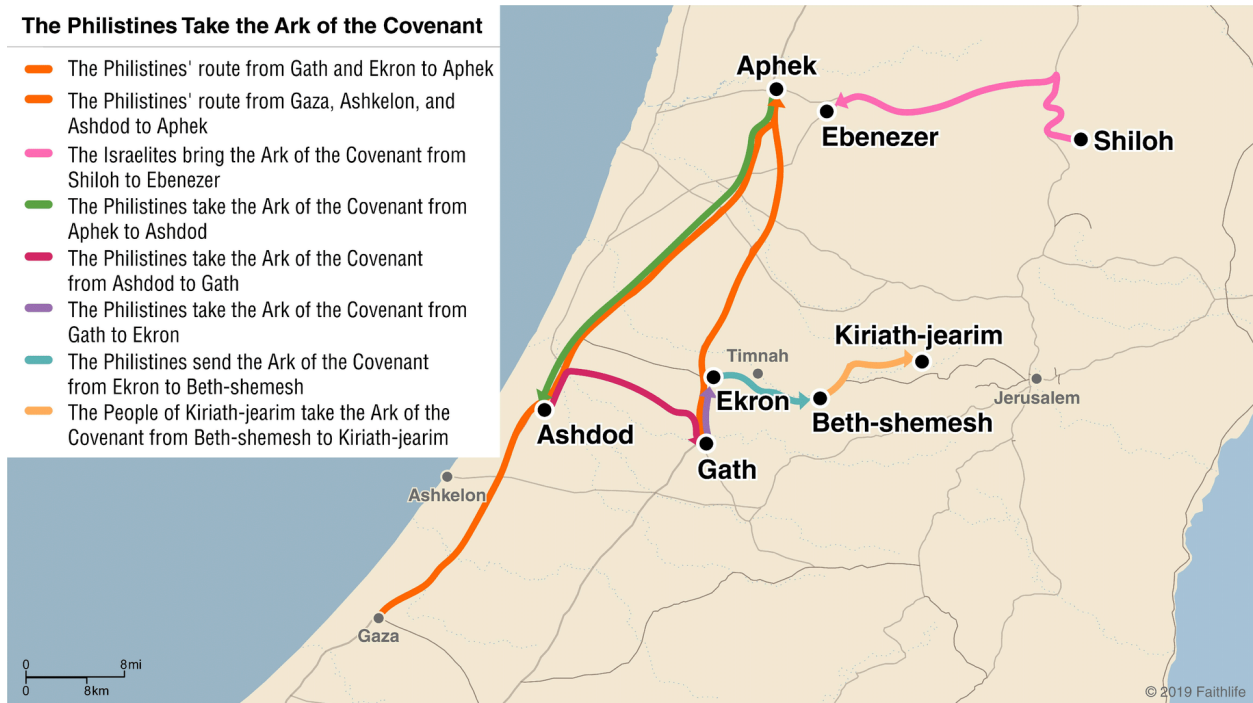 The Philistines Take the Ark of the Covenant
The Philistines' route from Gath and Ekron to Aphek
The Philistines' route from Gaza, Ashkelon, and
Ashdod to Aphek
The Israelites bring the Ark of the Covenant from
Shiloh to Ebenezer
The Philistines take the Ark of the Covenant from
Aphek to Ashdod
The Philistines take the Ark of the Covenant
from Ashdod to Gath
The Philistines take the Ark of the Covenant from
Gath to Ekron
The Philistines send the Ark of the Covenant
from Ekron to Beth-shemesh
The People of Kiriath-jearim take the Ark of the
Covenant from Beth-shemesh to Kiriath-jearim
Aphek
Ebenezer
Shiloh
Kiriath-jearim
Timnah
Jerusalem
Ekron
Beth-shemesh
Ashdod
Gath
Ashkelon
Gaza
0
8mi
0
8km
© 2019 Faithlife